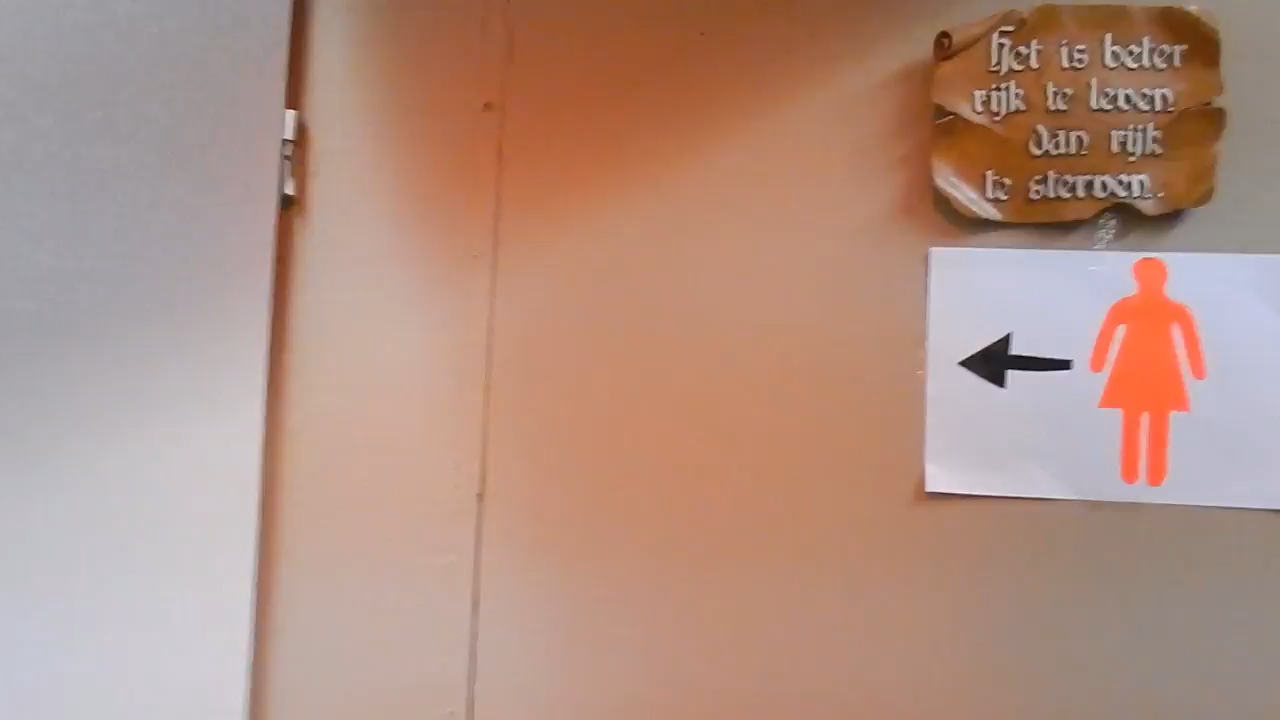 Het is beter
rijk te leven
dan rijk
te sterven.